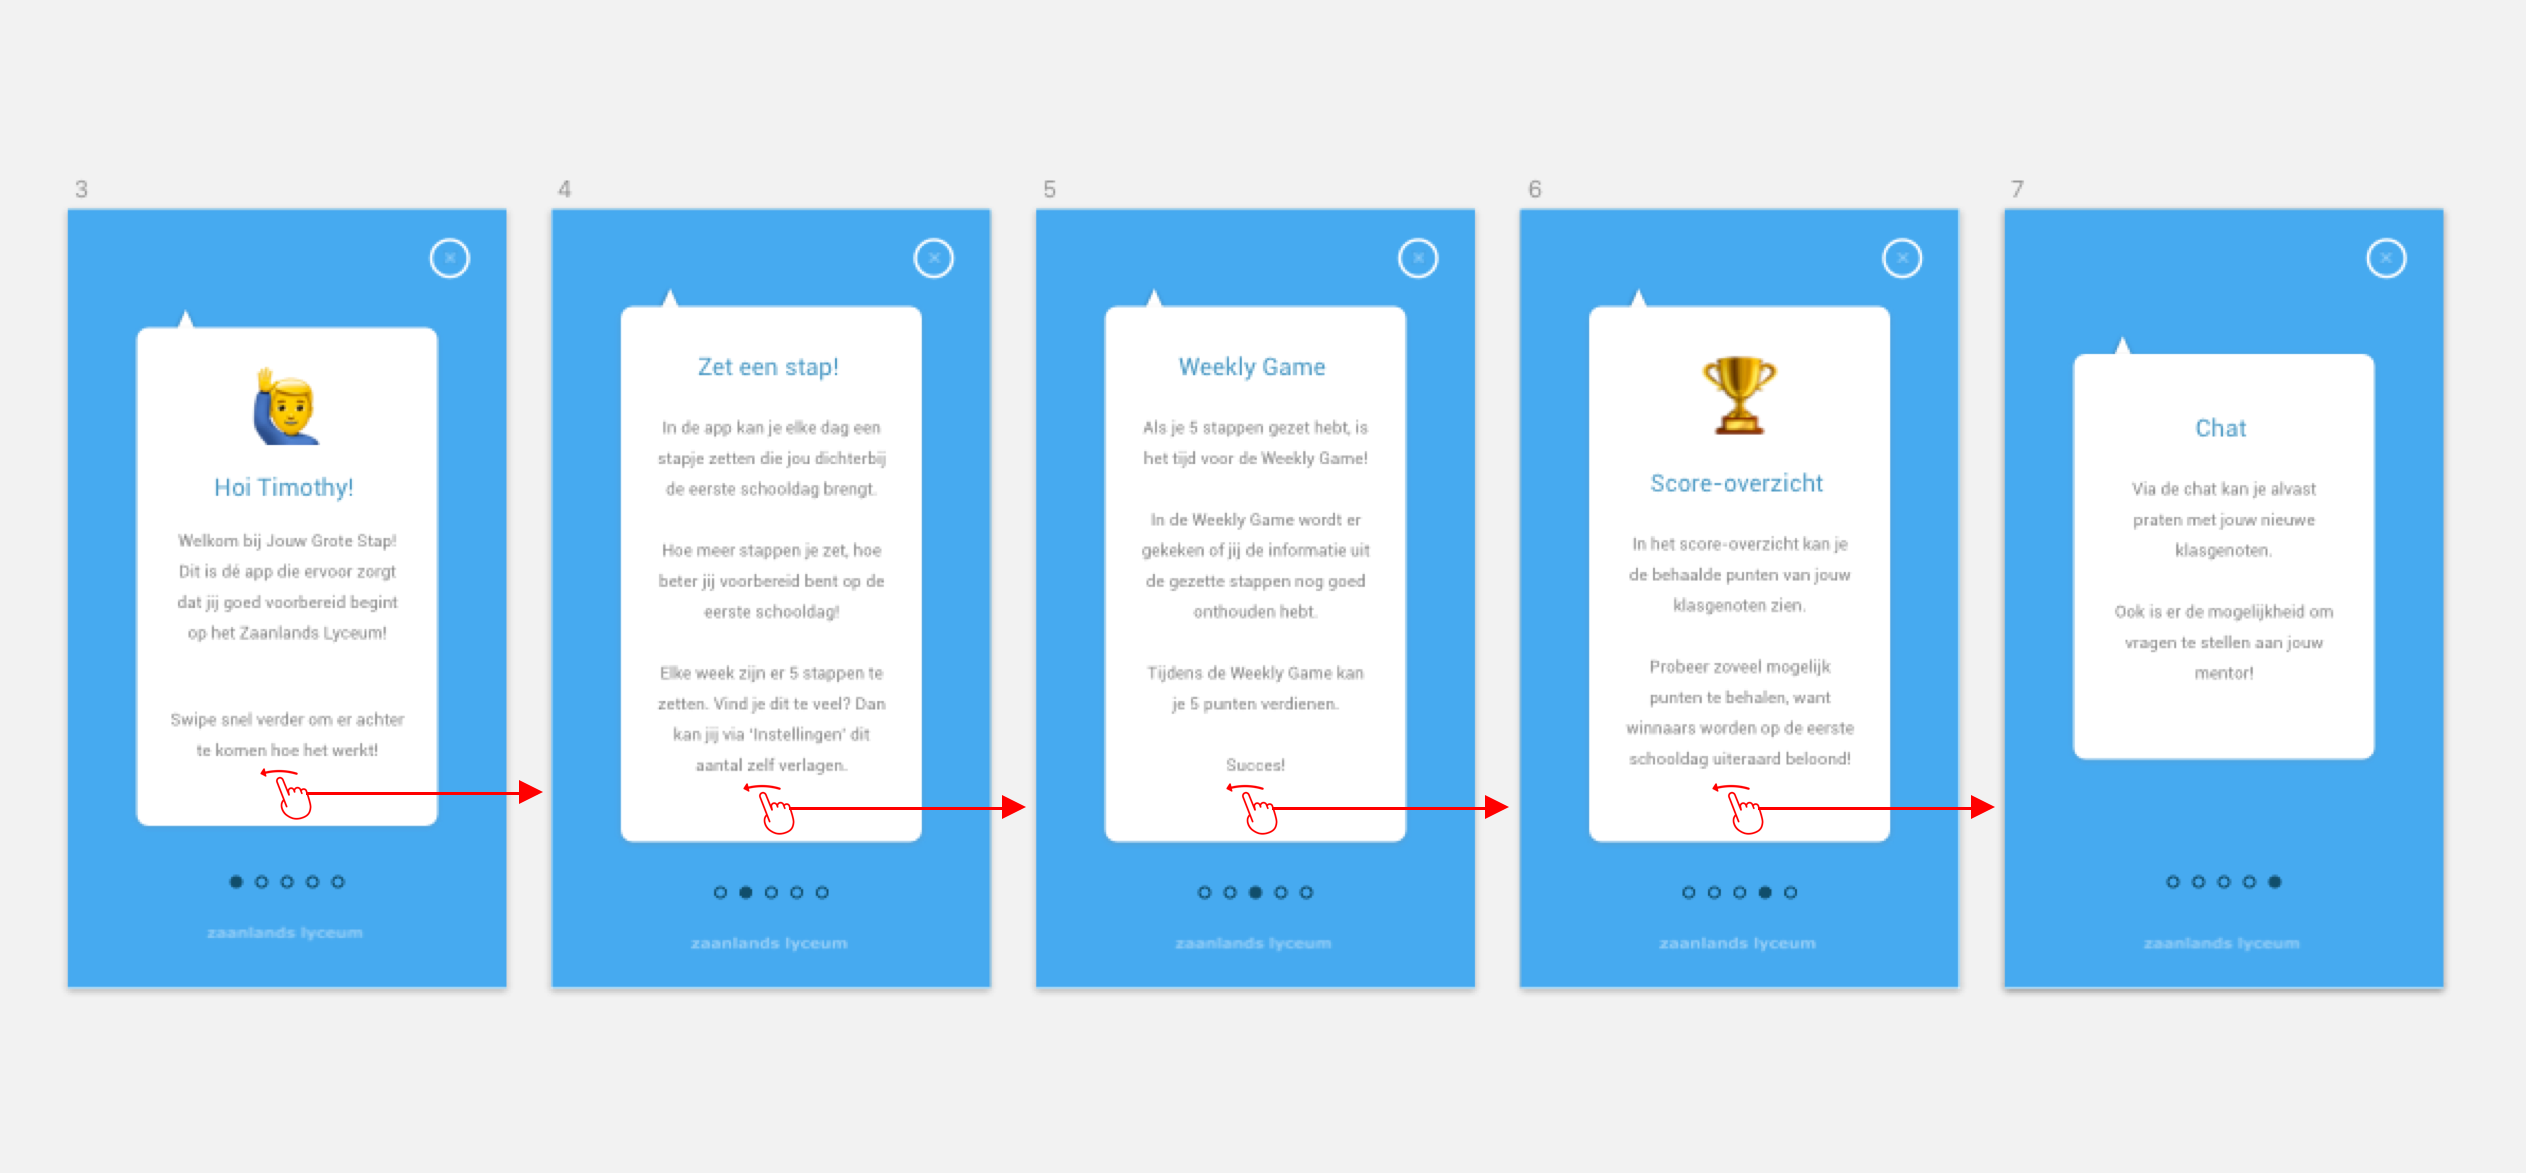 3
Hoi Timothy!
Welkom bij Jouw Grote Stap!
Dit is dé app die ervoor zorgt
dat jij goed voorbereid begint
op het Zaanlands Lyceum!
Swipe snel verder om er achter
te komen hoe het werkt!
zaanlands lyceum
4
Zet een stap!
In de app kan je elke dag een
stapje zetten die jou dichterbij
de eerste schooldag brengt.
Hoe meer stappen je zet, hoe
beter jij voorbereid bent op de
eerste schooldag!
Elke week zijn er 5 stappen te
zetten. Vind je dit te veel? Dan
kan jij via 'Instellingen' dit
aantal zelf verlagen.
zaanlands lyceum
5
Weekly Game
Als je 5 stappen gezet hebt, is
het tijd voor de Weekly Game!
In de Weekly Game wordt er
gekeken of jij de informatie uit
de gezette stappen nog goed
onthouden hebt.
Tijdens de Weekly Game kan
je 5 punten verdienen.
Succes!
zaanlands lyceum
6
Score-overzicht
In het score-overzicht kan je
de behaalde punten van jouw
klasgenoten zien.
Probeer zoveel mogelijk
punten te behalen, want
winnaars worden op de eerste
schooldag uiteraard beloond!
zaanlands lyceum
7
Chat
Via de chat kan je alvast
praten met jouw nieuwe
klasgenoten.
Ook is er de mogelijkheid om
vragen te stellen aan jouw
mentor!
zaanlands lyceum